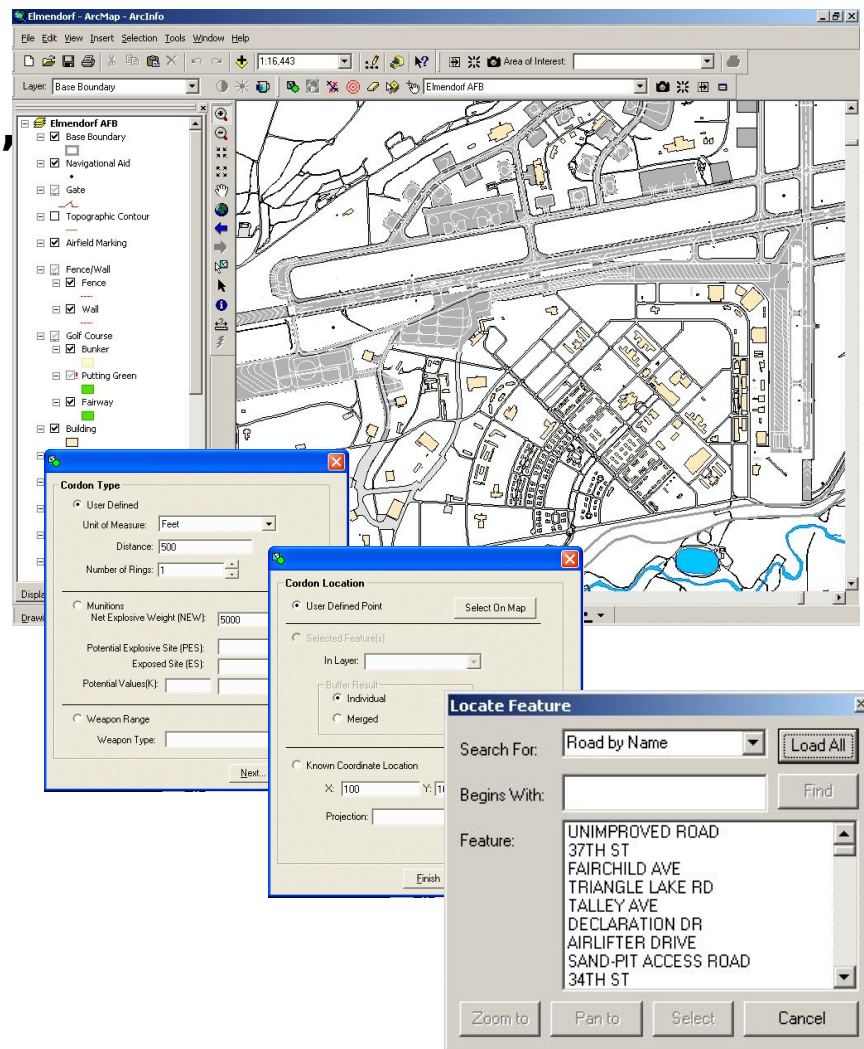 Elmendorf - ArcMap - ArcInfo
File Edit View Insert Selection Tools Window Help
1:16,443 Area of Interest:
Layer: Base Boundary Elmendorf AFB
,
Elmendorf AFB
Base Boundary
Navigational Aid
Gate
Topographic Contour
Airfield Marking
Fence/Wall
Fence
Wall
Golf Course
Bunker
Putting Green
Fairway
Building
Displa
Drawi
Cordon Type
User Defined
Unit of Measure: Feet
Distance: 500
Number of Rings: 1
Munitions
Net Explosive Weight (NEW): 5000
Potential Explosive Site (PES):
Exposed Site (ES):
Potential Values(K):
Weapon Range
Weapon Type:
Next...
Cordon Location
User Defined Point Select On Map
Selected Feature(s)
In Layer:
Buffer Result
Individual
Merged
Known Coordinate Location
X: 100 Y: 10
Projection:
Finish
Locate Feature
Search For: Road by Name Load All
Begins With: Find
Feature:
UNIMPROVED ROAD
37TH ST
FAIRCHILD AVE
TRIANGLE LAKE RD
TALLEY AVE
DECLARATION DR
AIRLIFTER DRIVE
SAND-PIT ACCESS ROAD
34TH ST
Zoom to Pan to Select Cancel